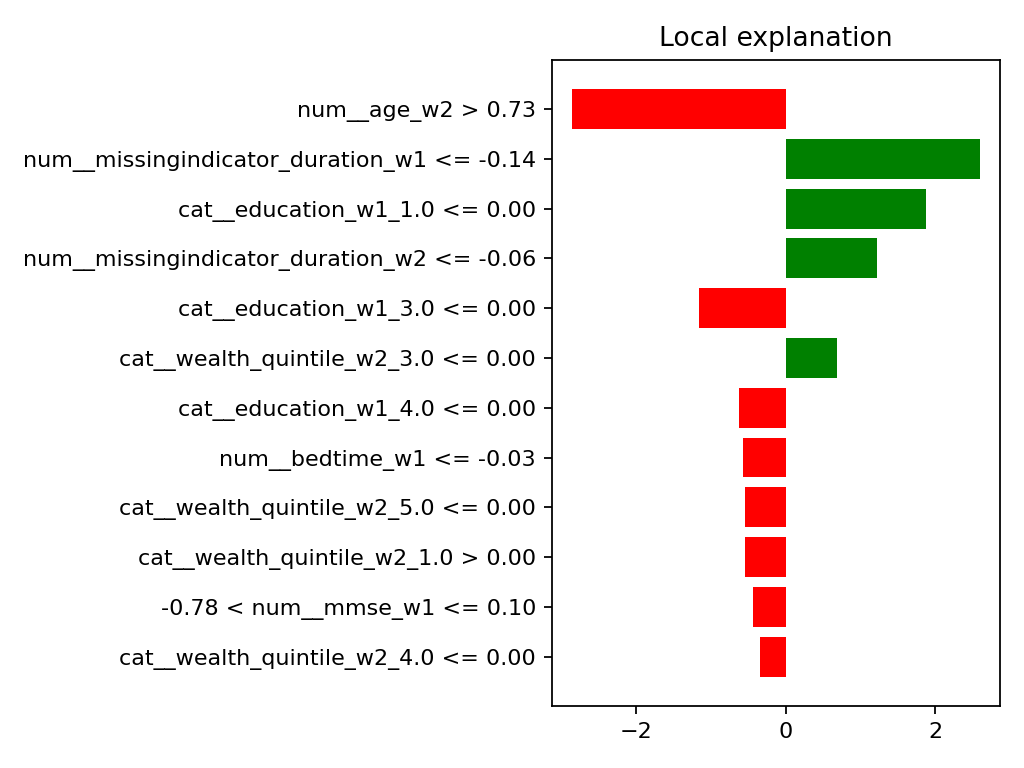 Local explanation
num__age_w2 > 0.73
num__missingindicator_duration_w1 <= -0.14
cat__education_w1_1.0 <= 0.00
num__missingindicator_duration_w2 <= -0.06
cat__education_w1_3.0 <= 0.00
cat__wealth_quintile_w2_3.0 <= 0.00
cat__education_w1_4.0 <= 0.00
num__bedtime_w1 <= -0.03
cat__wealth_quintile_w2_5.0 <= 0.00
cat__wealth_quintile_w2_1.0 > 0.00
-0.78 < num__mmse_w1 <= 0.10
cat__wealth_quintile_w2_4.0 <= 0.00
−2 0 2